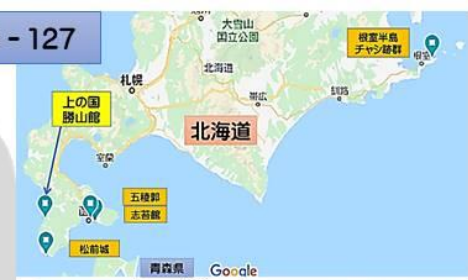 - 127
大雪山
国立公園
根室半島
チャシ跡群
根室
北海道
札幌
帯広
釧路
上の国
勝山館
北海道
室蘭
五稜郭
志苔館
松前城
青森県
Google